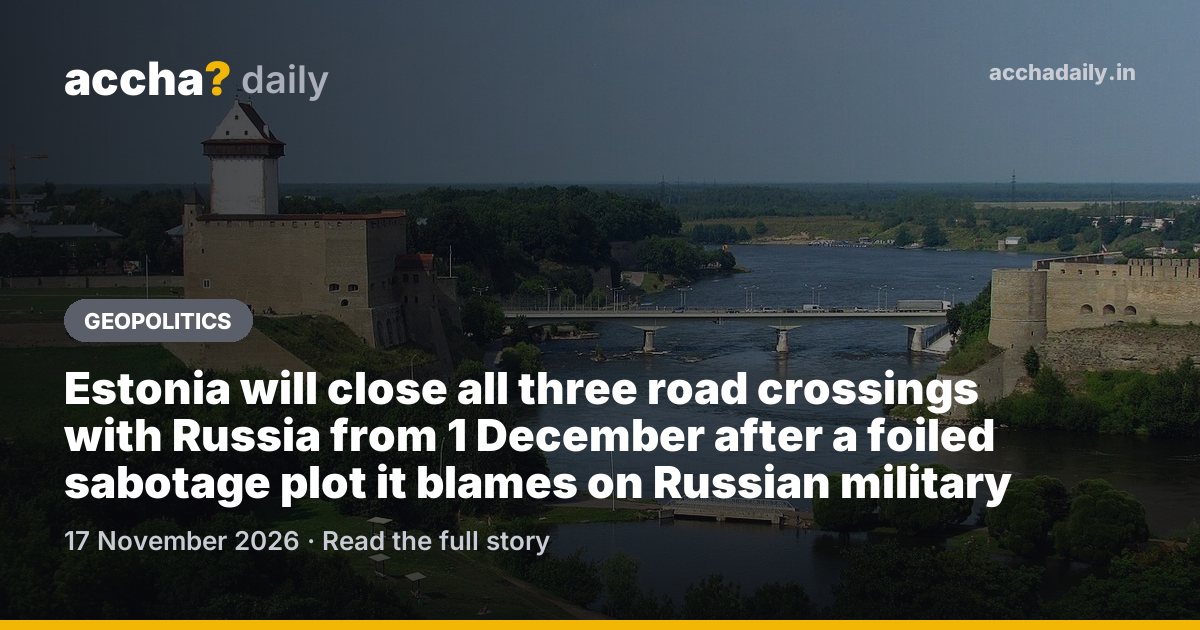 accha? daily
acchadaily.in
GEOPOLITICS
Estonia will close all three road crossings
with Russia from 1 December after a foiled
sabotage plot it blames on Russian military
17 November 2026 · Read the full story